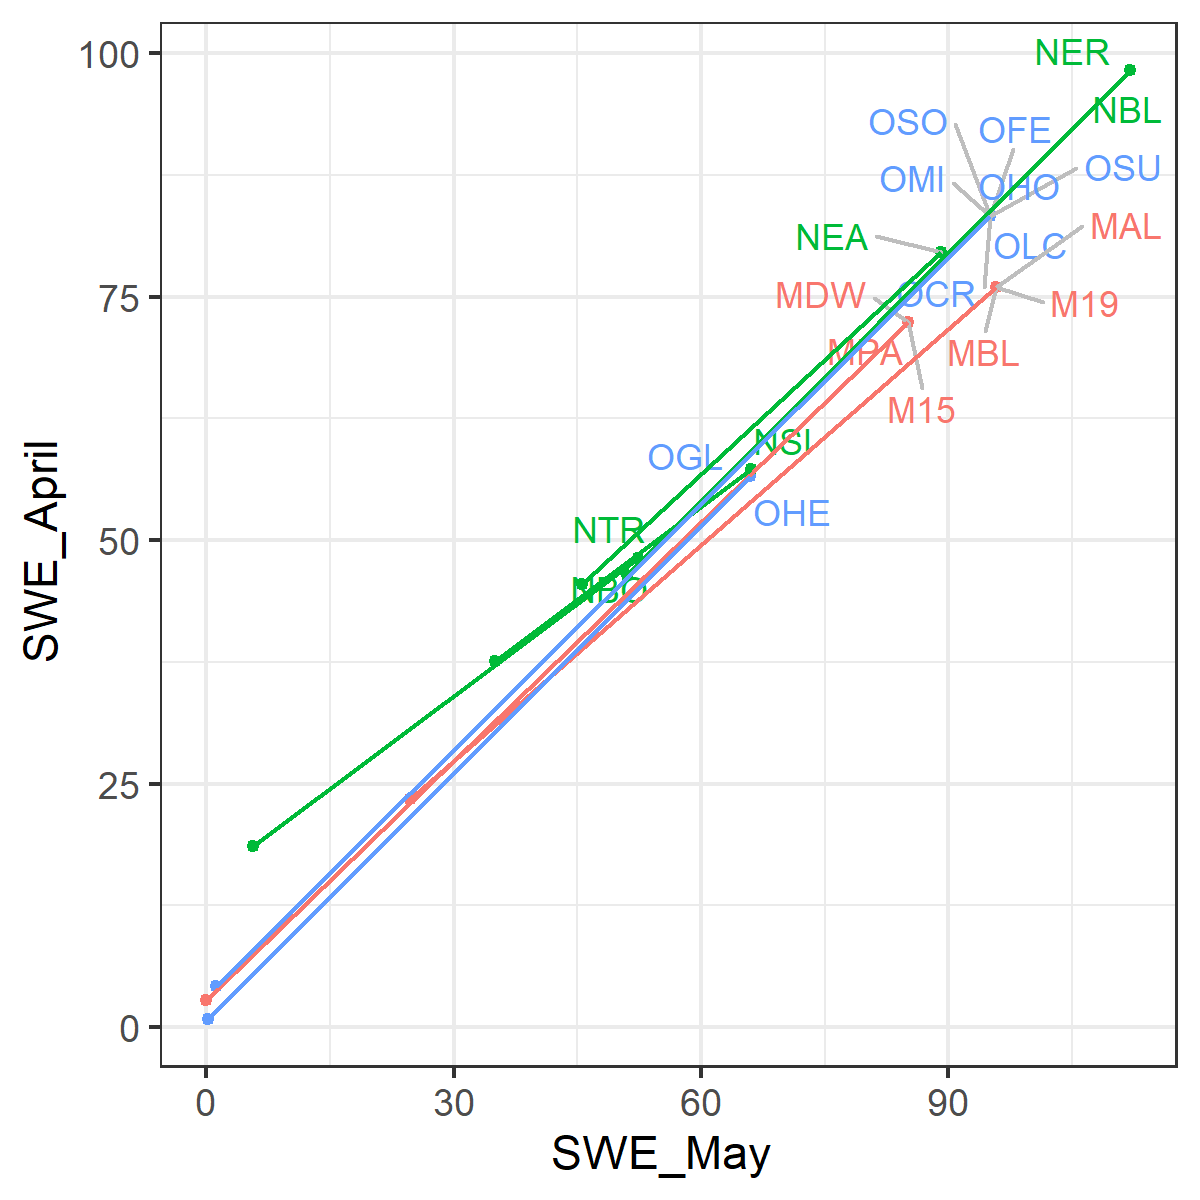 100
75
50
25
0
0
30
60
90
SWE_May
SWE_April
NER
NBL
OSO
OFE
OSU
OMI
OHO
MAL
NEA
OLC
MDW
OCR
M19
MPA
MBL
M15
NSI
OGL
OHE
NTR
NBO